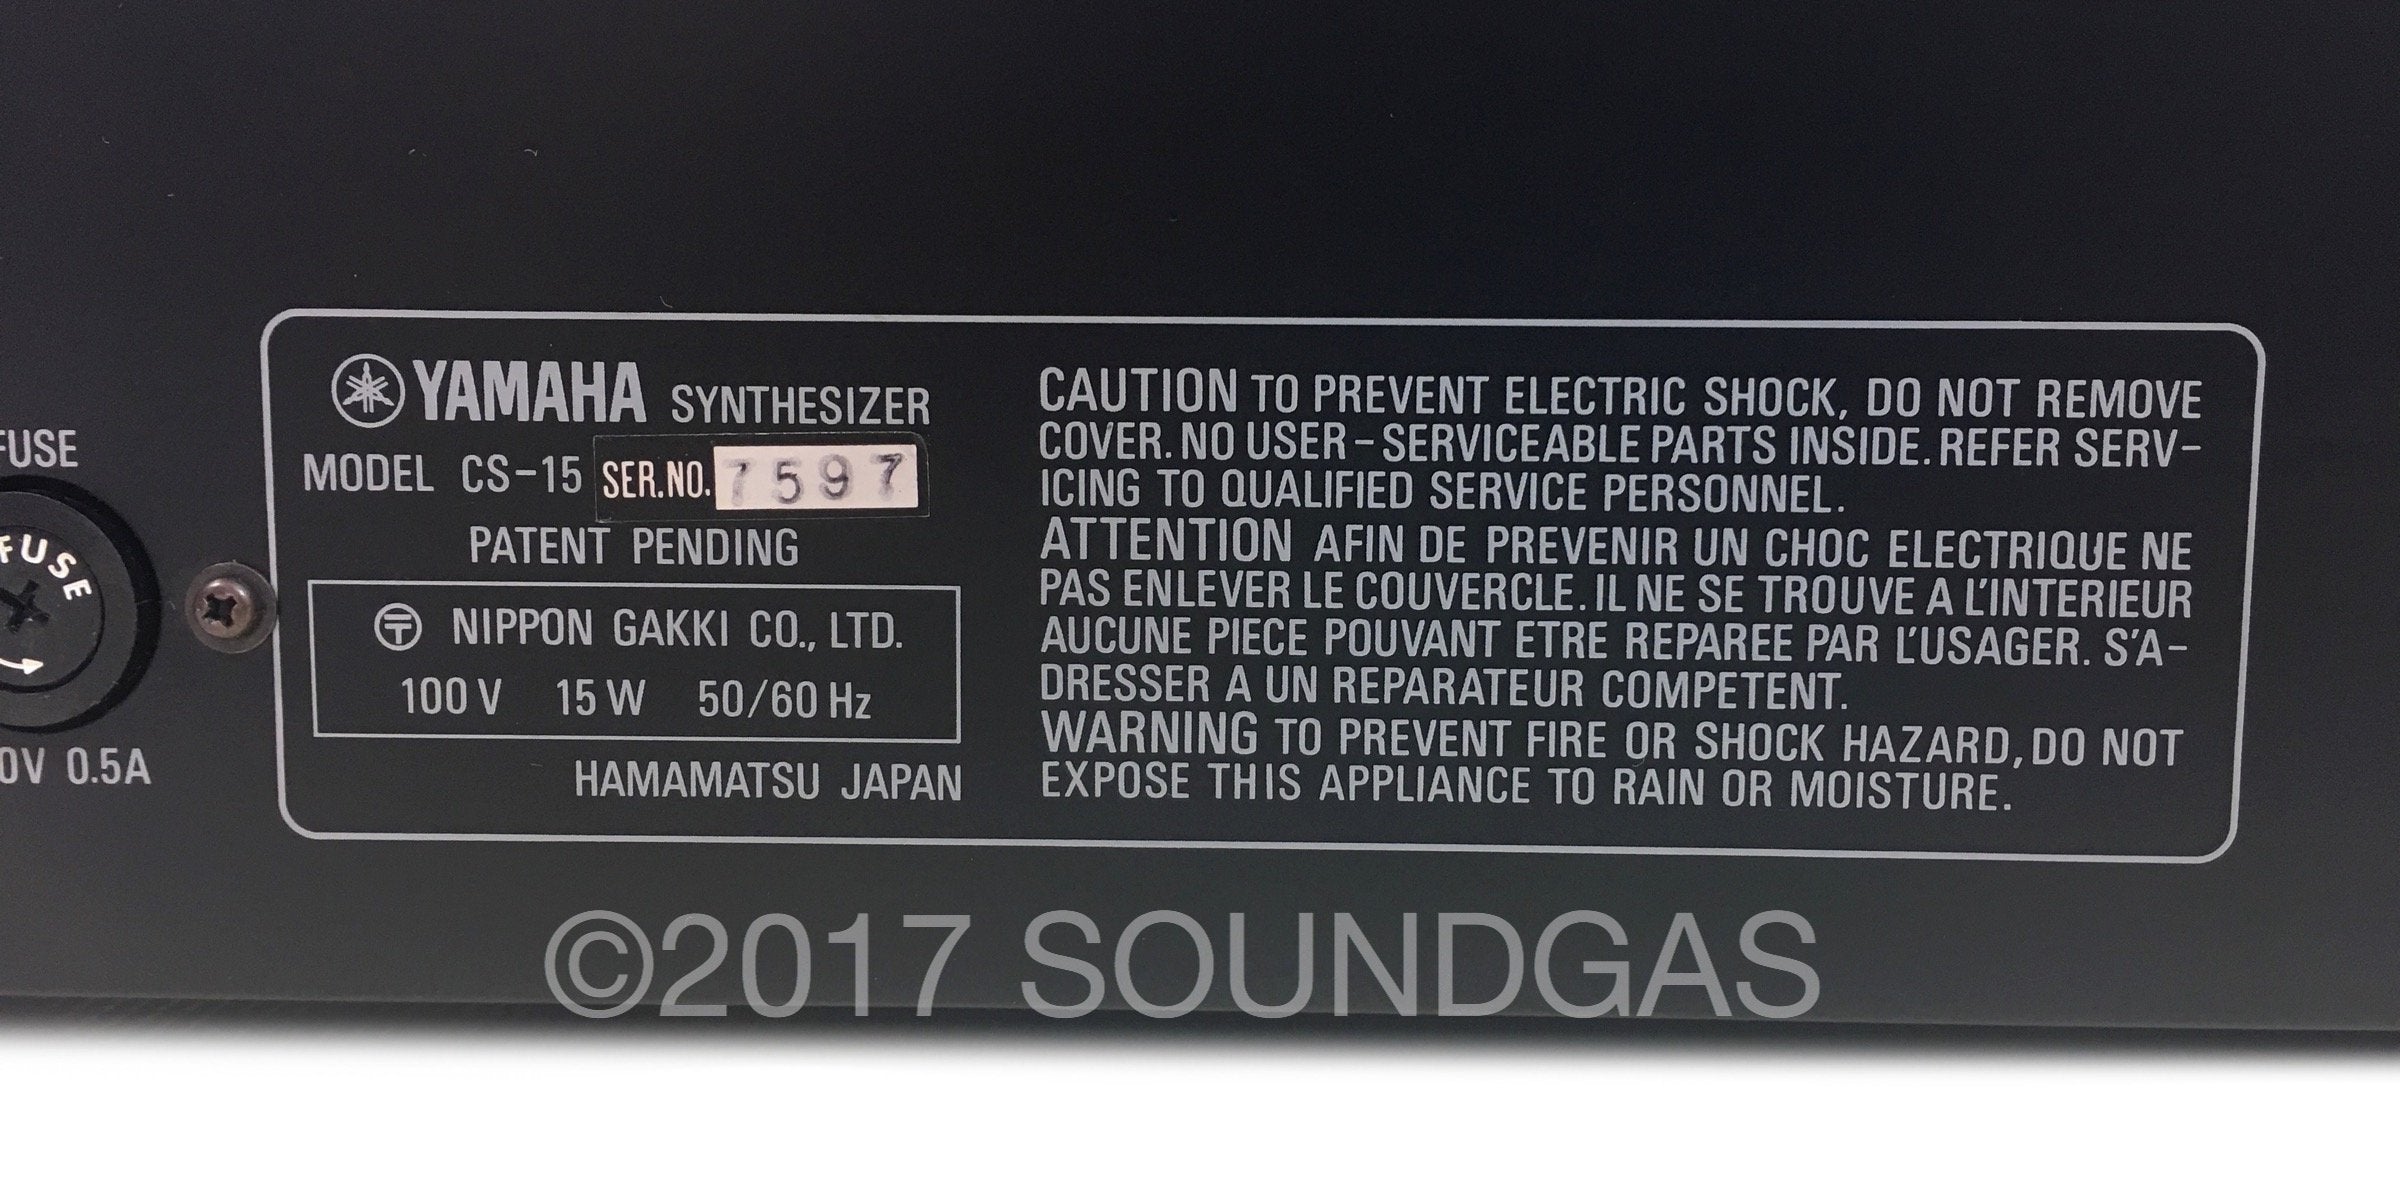 FUSE
FUSE
0V 0.5A
YAMAHA SYNTHESIZER
MODEL CS-15 SER.NO. 7597
PATENT PENDING
NIPPON GAKKI CO., LTD.
100V 15W 50/60 Hz
HAMAMATSU JAPAN
CAUTION TO PREVENT ELECTRIC SHOCK, DO NOT REMOVE
COVER. NO USER-SERVICEABLE PARTS INSIDE. REFER SERV-
ICING TO QUALIFIED SERVICE PERSONNEL.
ATTENTION AFIN DE PREVENIR UN CHOC ELECTRIQUE NE
PAS ENLEVER LE COUVERCLE. IL NE SE TROUVE A L'INTERIEUR
AUCUNE PIECE POUVANT ETRE REPAREE PAR L'USAGER. S'A-
DRESSER A UN REPARATEUR COMPETENT.
WARNING TO PREVENT FIRE OR SHOCK HAZARD, DO NOT
EXPOSE THIS APPLIANCE TO RAIN OR MOISTURE.
©2017 SOUNDGAS